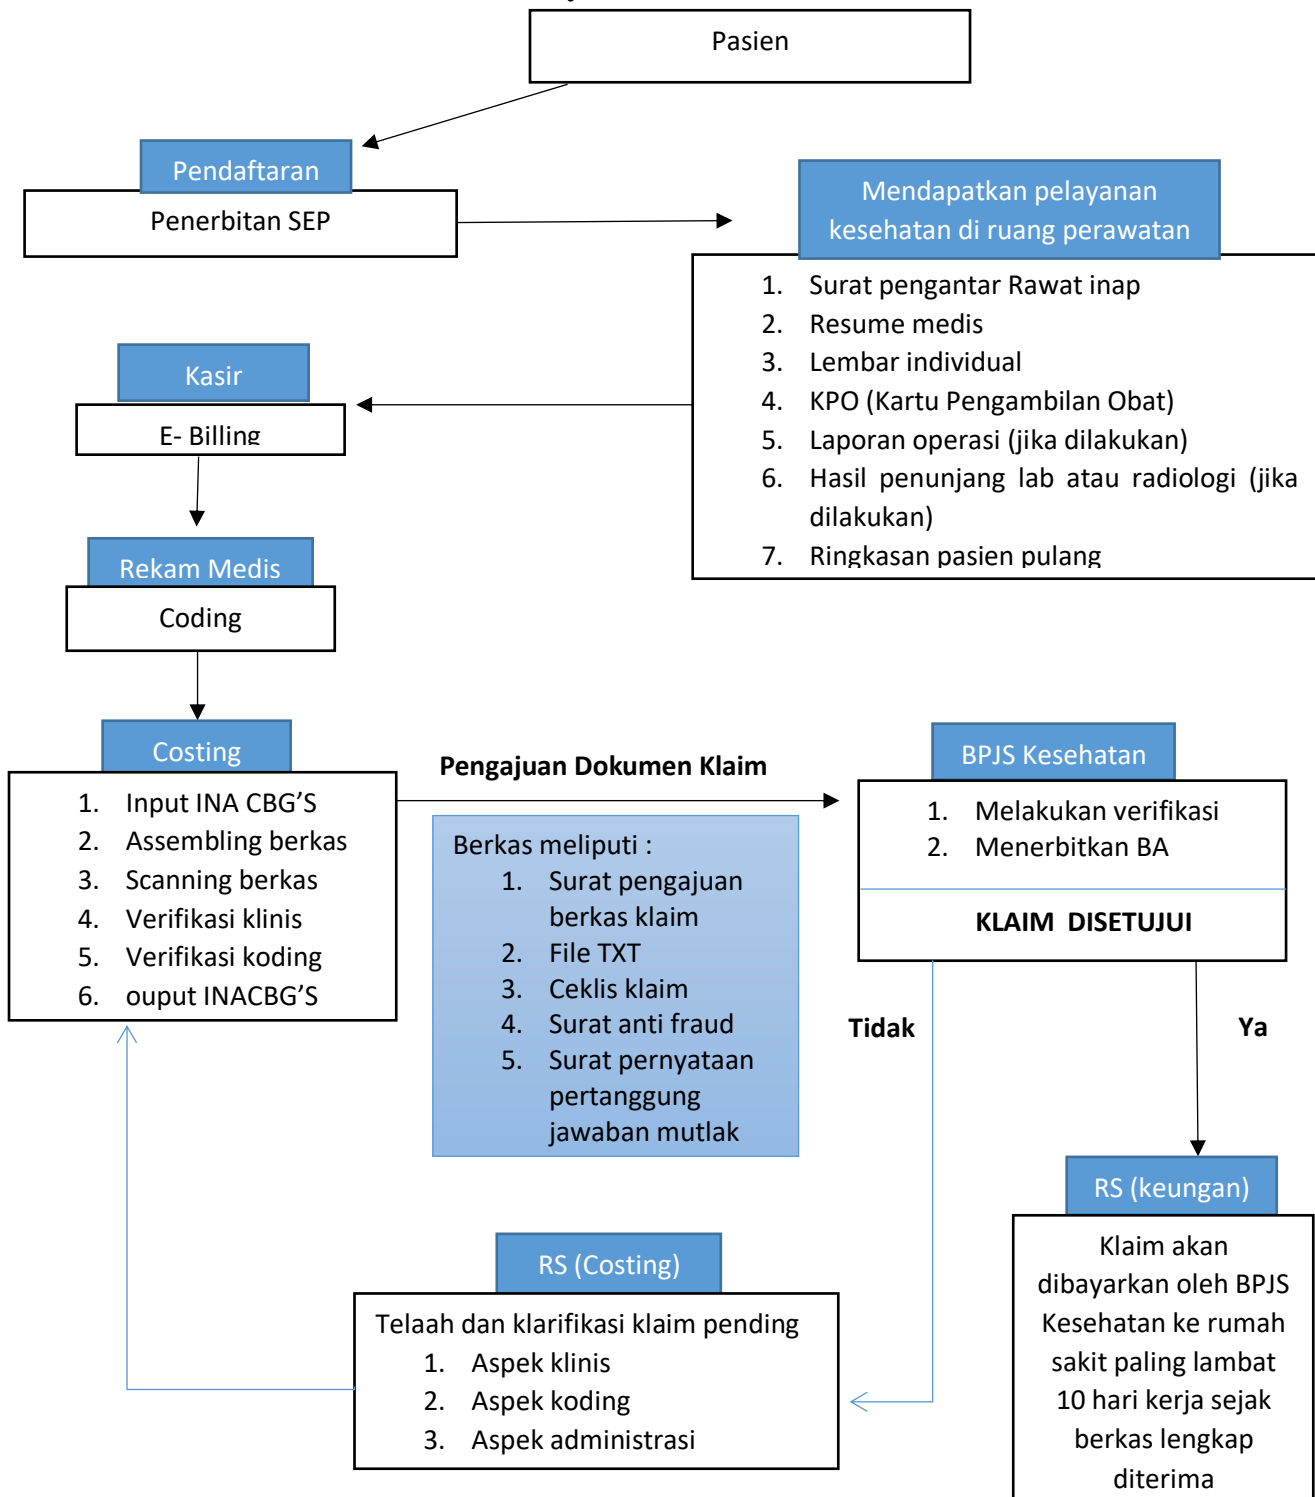 Pasien
Pendaftaran
Penerbitan SEP
Mendapatkan pelayanan
kesehatan di ruang perawatan
1. Surat pengantar Rawat inap
2. Resume medis
3. Lembar individual
4. KPO (Kartu Pengambilan Obat)
5. Laporan operasi (jika dilakukan)
6. Hasil penunjang lab atau radiologi (jika
dilakukan)
7. Ringkasan pasien pulang
Kasir
E- Billing
Rekam Medis
Coding
Costing
1. Input INA CBG’S
2. Assembling berkas
3. Scanning berkas
4. Verifikasi klinis
5. Verifikasi koding
6. ouput INACBG’S
Pengajuan Dokumen Klaim
Berkas meliputi :
1. Surat pengajuan
berkas klaim
2. File TXT
3. Ceklis klaim
4. Surat anti fraud
5. Surat pernyataan
pertanggung
jawaban mutlak
BPJS Kesehatan
1. Melakukan verifikasi
2. Menerbitkan BA
KLAIM DISETUJUI
Tidak
Ya
RS (keungan)
Klaim akan
dibayarkan oleh BPJS
Kesehatan ke rumah
sakit paling lambat
10 hari kerja sejak
berkas lengkap
diterima
RS (Costing)
Telaah dan klarifikasi klaim pending
1. Aspek klinis
2. Aspek koding
3. Aspek administrasi